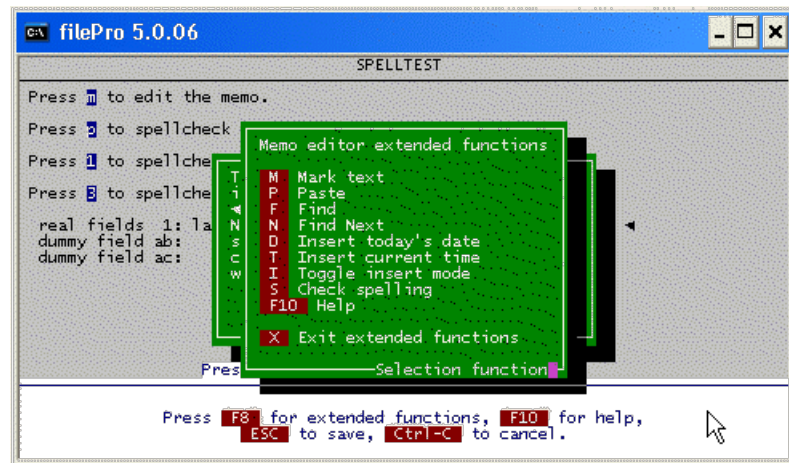 filePro 5.0.06
SPELLTEST
Press m to edit the memo.
Press to spellcheck
Press 1 to spellche
Press 3 to spellche
real fields 1: la
dummy field ab:
dummy field ac:
T
i
N
s
c
w
Memo editor extended functions
M Mark text
P Paste
F Find
N Find Next
D Insert today's date
T Insert current time
I Toggle insert mode
S Check spelling
F10 Help
X Exit extended functions
Selection function
Pres
Press F8 for extended functions, F10 for help,
ESC to save, Ctrl-C to cancel.